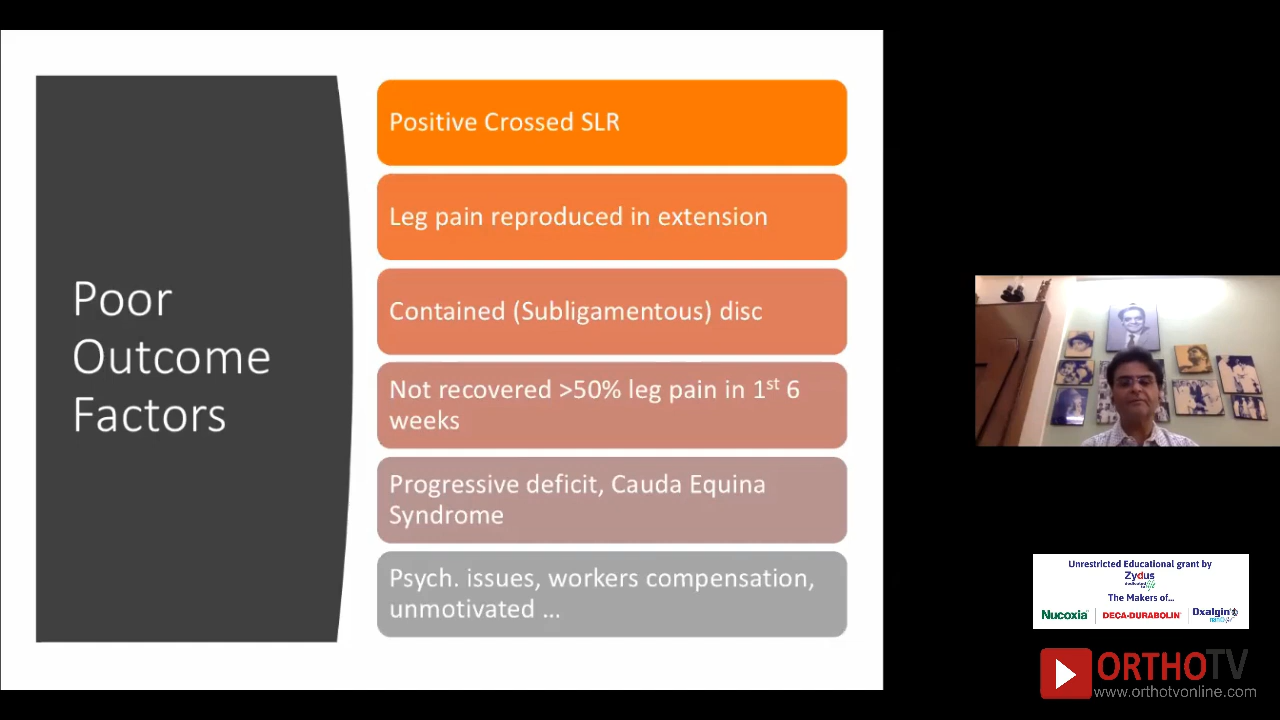 Poor
Outcome
Factors
Positive Crossed SLR
Leg pain reproduced in extension
Contained (Subligamentous) disc
Not recovered >50% leg pain in 1st 6
weeks
Progressive deficit, Cauda Equina
Syndrome
Psych. issues, workers compensation,
unmotivated ...
Unrestricted Educational grant by
Zydus
The Makers of...
Nucoxia DECA-DURABOLIN Dxalgin
ORTHOTV
www.orthotvonline.com